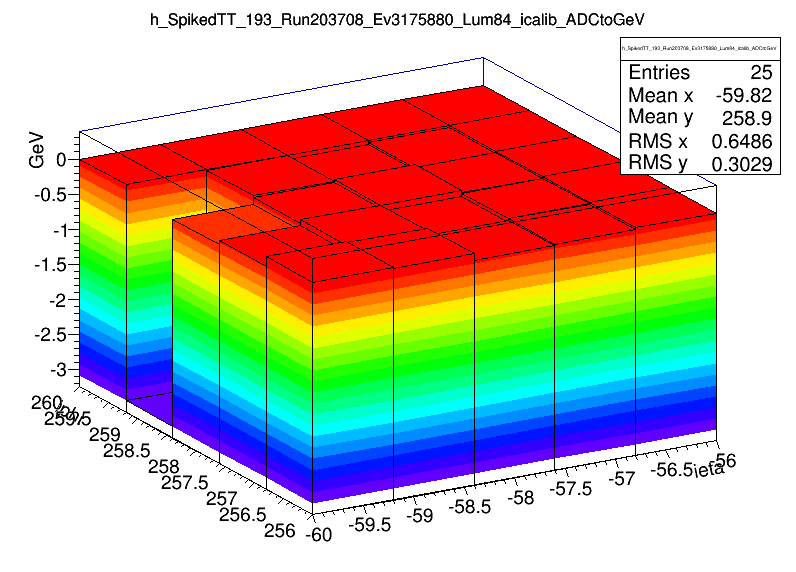 h_SpikedTT_193_Run203708_Ev3175880_Lum84_icalib_ADCtoGeV
h_SpikedTT_193_Run203708_Ev3175880_Lum84_icalib_ADCtoGeV
Entries 25
Mean x -59.82
Mean y 258.9
RMS x 0.6486
RMS y 0.3029
GeV
0
-0.5
-1
-1.5
-2
-2.5
-3
260
259.5
259
258.5
258
257.5
257
256.5
256
-60
-59.5
-59
-58.5
-58
-57.5
-57
-56.5
-56
ieta